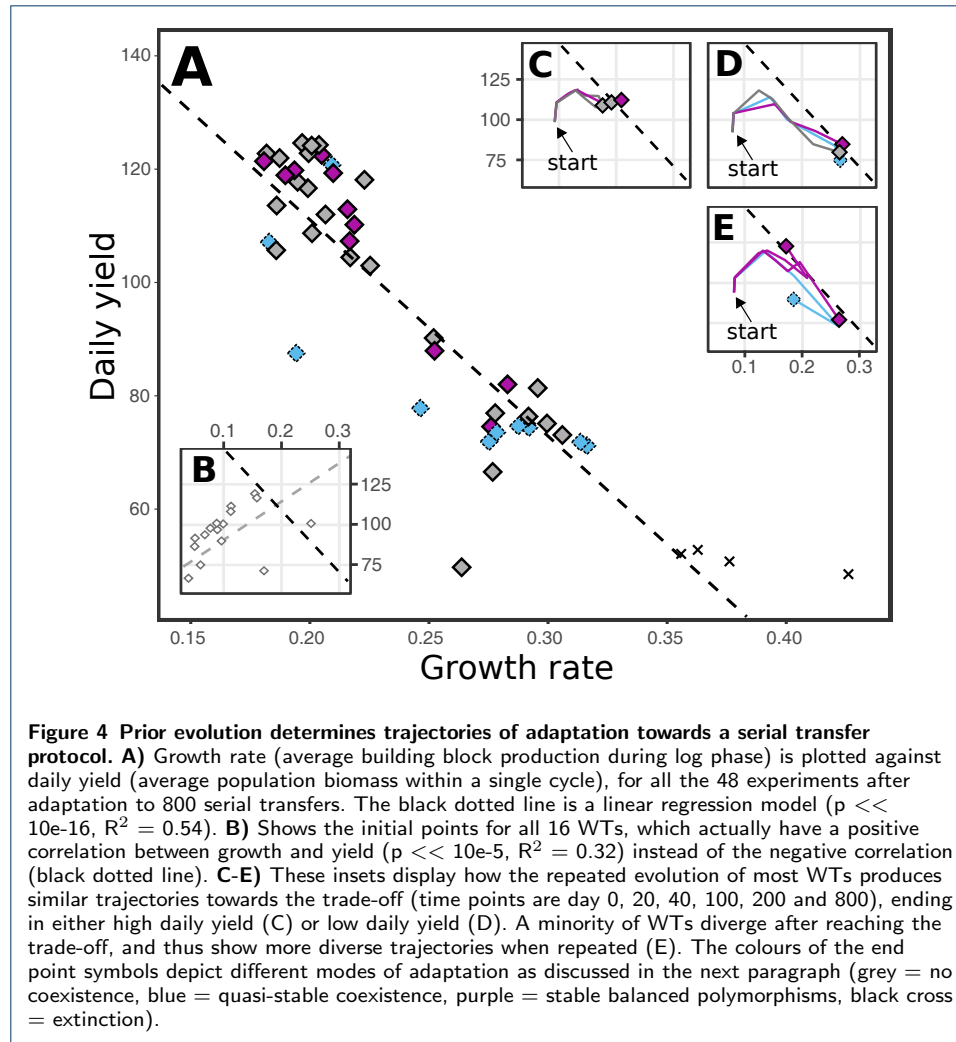 A
140
120
100
80
60
Daily yield
0.15
0.20
0.25
0.30
0.35
0.40
Growth rate
B
0.1
0.2
0.3
125
100
75
C
125
100
75
start
D
start
E
start
0.1
0.2
0.3
Figure 4 Prior evolution determines trajectories of adaptation towards a serial transfer
protocol. A) Growth rate (average building block production during log phase) is plotted against
daily yield (average population biomass within a single cycle), for all the 48 experiments after
adaptation to 800 serial transfers. The black dotted line is a linear regression model (p <<
10e-16, R² = 0.54). B) Shows the initial points for all 16 WTs, which actually have a positive
correlation between growth and yield (p << 10e-5, R² = 0.32) instead of the negative correlation
(black dotted line). C-E) These insets display how the repeated evolution of most WTs produces
similar trajectories towards the trade-off (time points are day 0, 20, 40, 100, 200 and 800), ending
in either high daily yield (C) or low daily yield (D). A minority of WTs diverge after reaching the
trade-off, and thus show more diverse trajectories when repeated (E). The colours of the end
point symbols depict different modes of adaptation as discussed in the next paragraph (grey = no
coexistence, blue = quasi-stable coexistence, purple = stable balanced polymorphisms, black cross
= extinction).